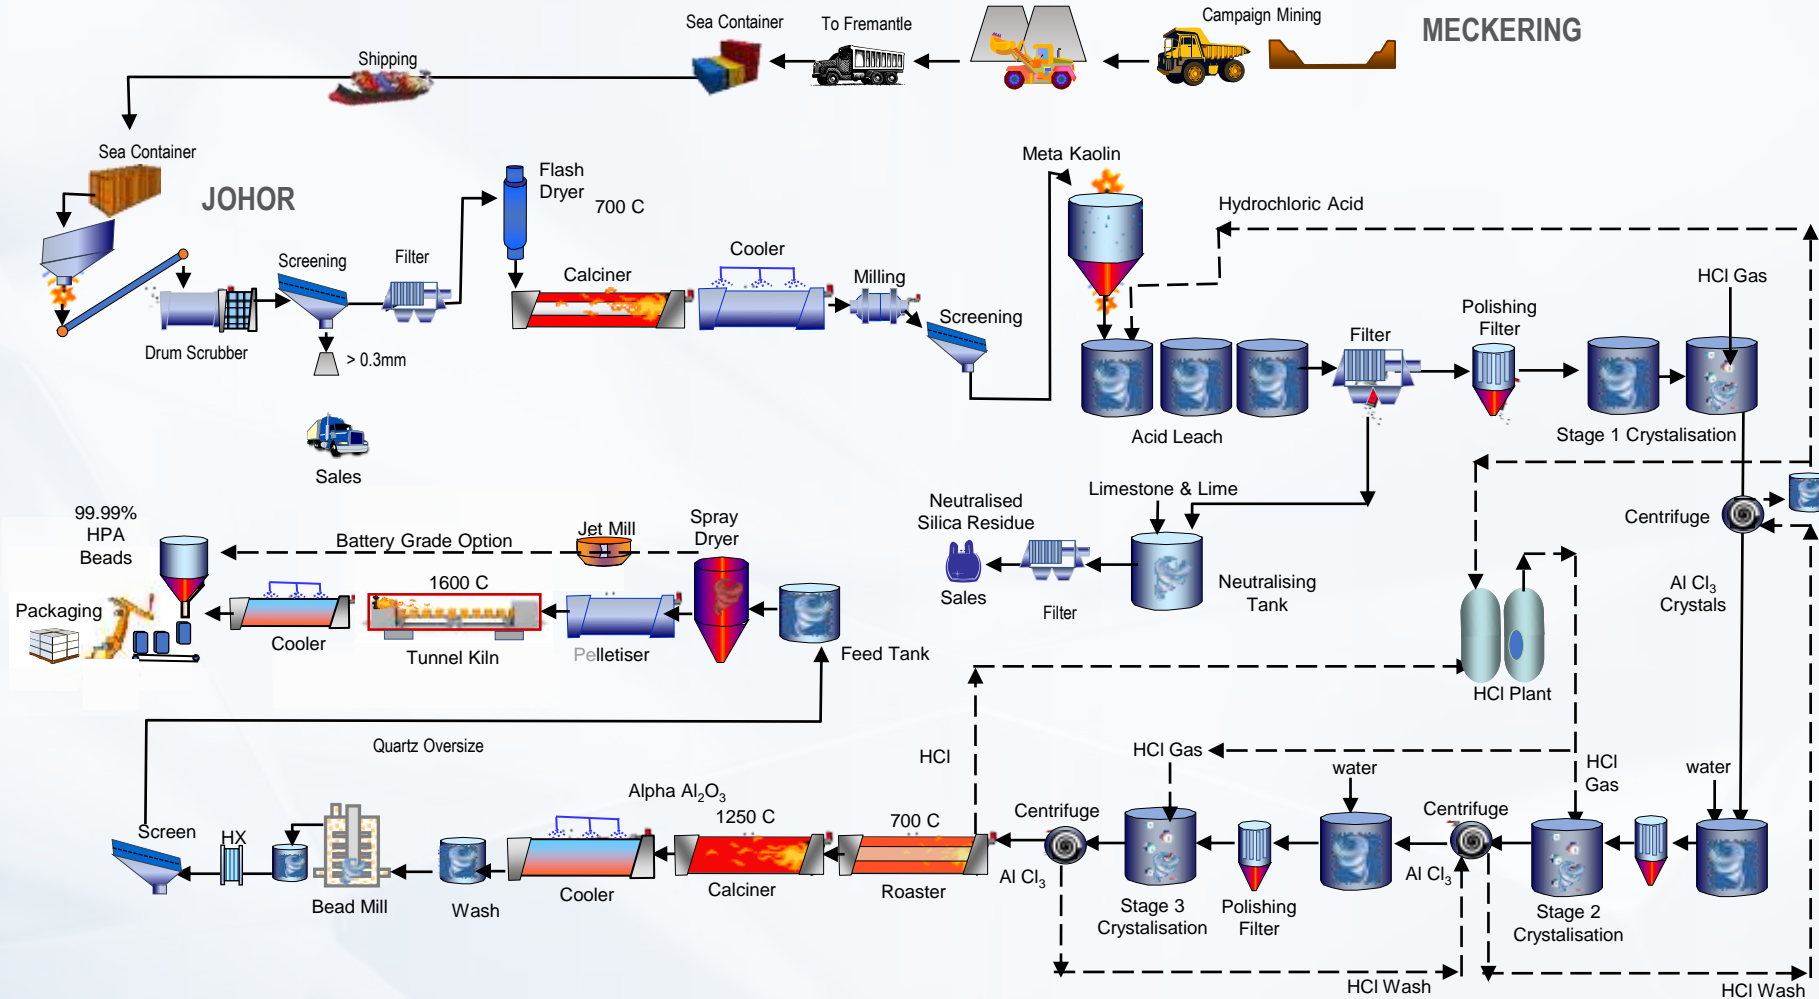 Sea Container
To Fremantle
Campaign Mining
MECKERING
Shipping
Sea Container
JOHOR
Flash
Dryer
700 C
Meta Kaolin
Hydrochloric Acid
Screening
Filter
Calciner
Cooler
Milling
Screening
HCl Gas
Polishing
Filter
Filter
Drum Scrubber
> 0.3mm
Sales
Acid Leach
Stage 1 Crystalisation
99.99%
HPA
Beads
Battery Grade Option
Jet Mill
Spray
Dryer
Neutralised
Silica Residue
Limestone & Lime
Centrifuge
1600 C
Packaging
Cooler
Tunnel Kiln
Pelletiser
Feed Tank
Sales
Filter
Neutralising
Tank
Al Cl3
Crystals
HCl Plant
Quartz Oversize
HCl
HCl Gas
water
HCl
Gas
water
Alpha Al2O3
Screen
HX
1250 C
700 C
Centrifuge
Centrifuge
Bead Mill
Wash
Cooler
Calciner
Roaster
Al Cl3
Stage 3
Crystalisation
Polishing
Filter
Al Cl3
Stage 2
Crystalisation
HCl Wash
HCl Wash